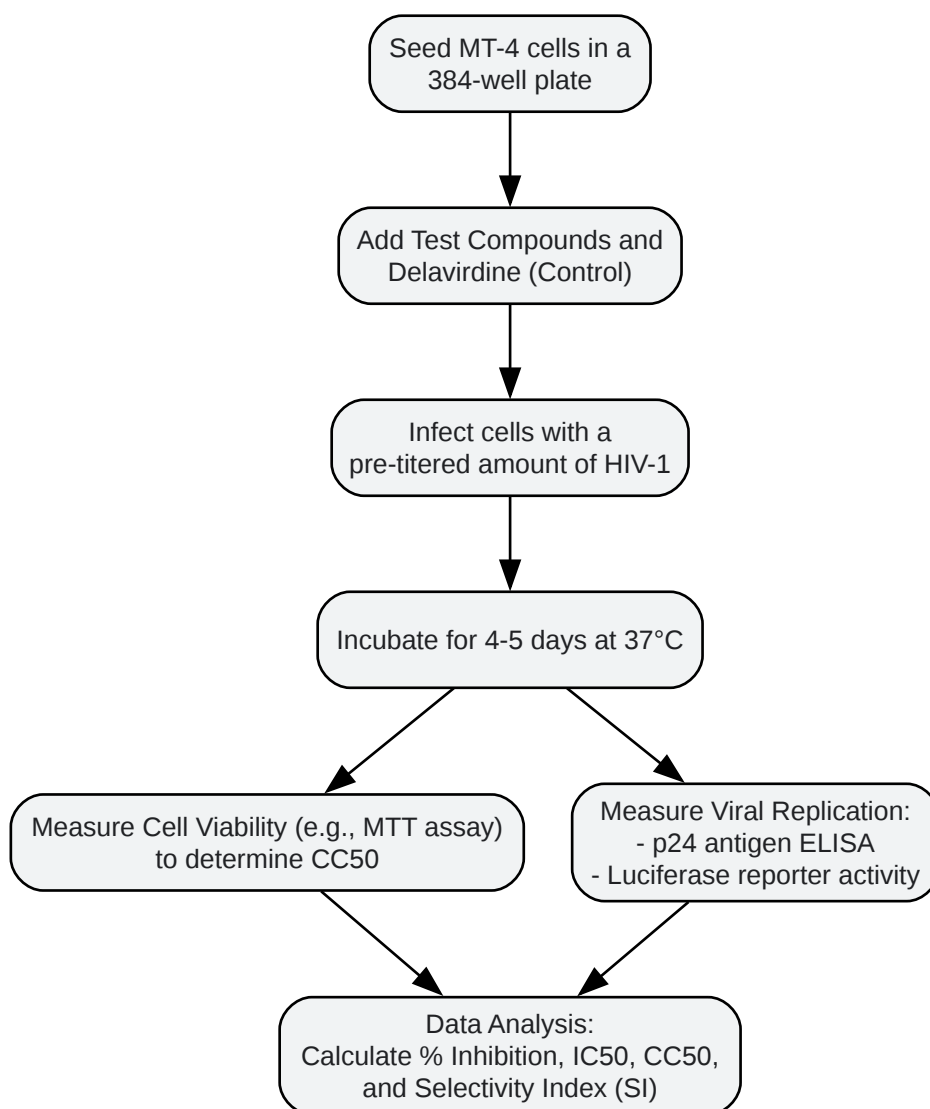 Seed MT-4 cells in a
384-well plate
Add Test Compounds and
Delavirdine (Control)
Infect cells with a
pre-titered amount of HIV-1
Incubate for 4-5 days at 37°C
Measure Cell Viability (e.g., MTT assay)
to determine CC50
Measure Viral Replication:
- p24 antigen ELISA
- Luciferase reporter activity
Data Analysis:
Calculate % Inhibition, IC50, CC50,
and Selectivity Index (SI)